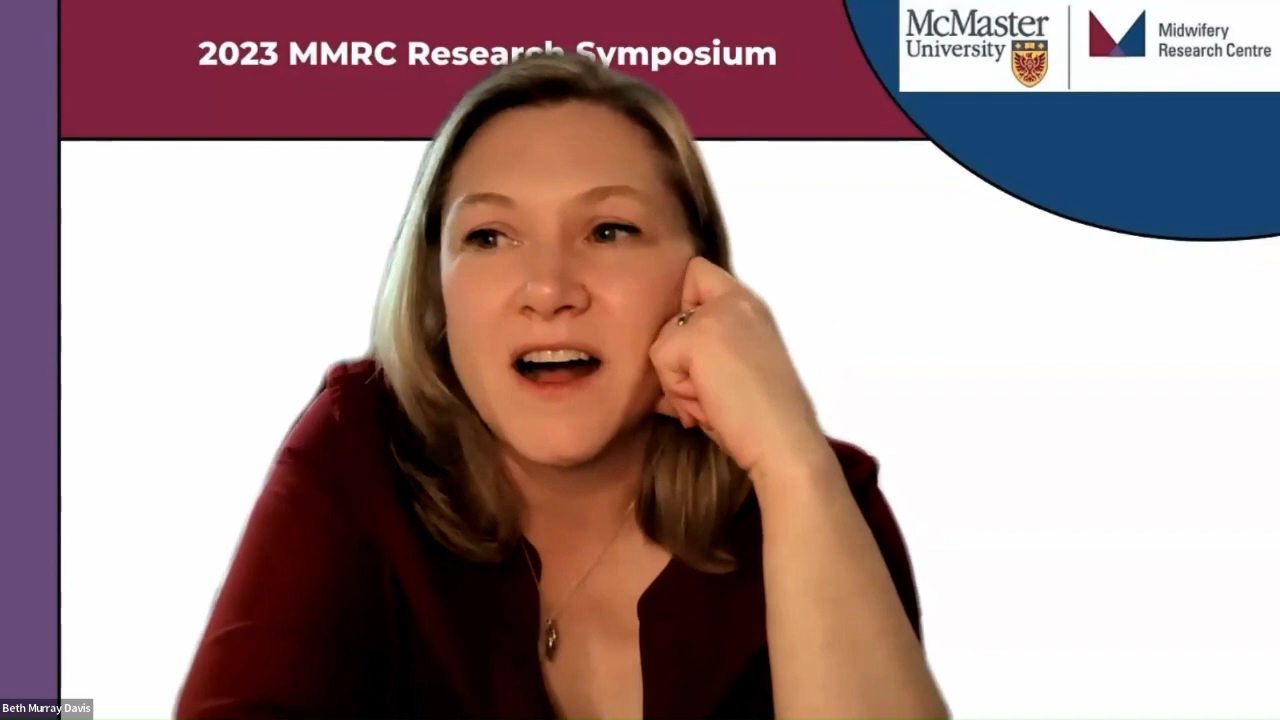 2023 MMRC Research Symposium
McMaster
University
Midwifery
Research Centre
Beth Murray Davis